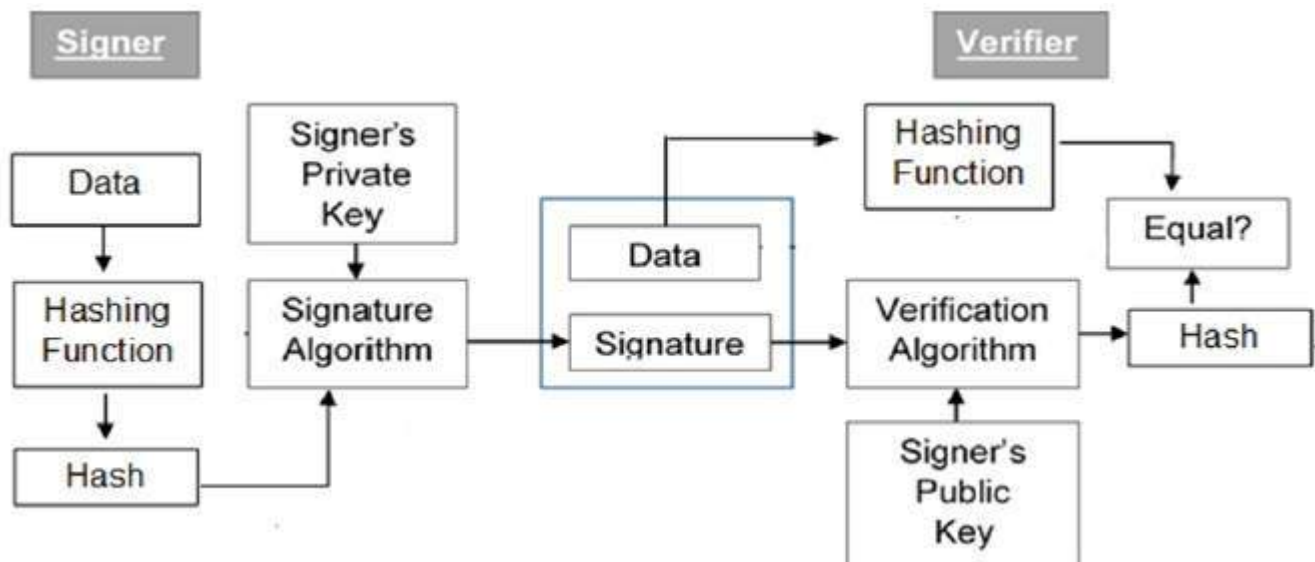 Signer
Verifier
Data
Hashing
Function
Hash
Signer's
Private
Key
Signature
Algorithm
Data
Signature
Hashing
Function
Verification
Algorithm
Signer's
Public
Key
Equal?
Hash